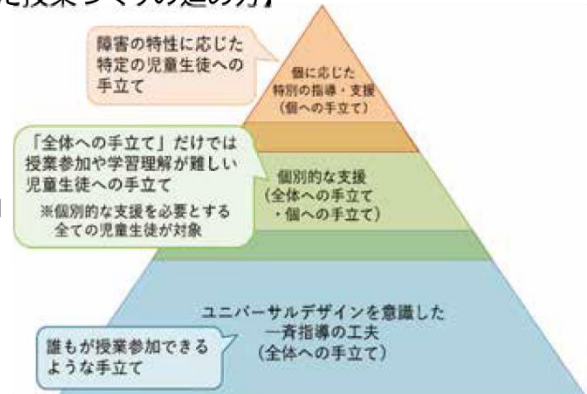 た授業づくりの進め方】
障害の特性に応じた
特定の児童生徒への
手立て
個に応じた
特別の指導・支援
(個への手立て)
「全体への手立て」だけでは
授業参加や学習理解が難しい
児童生徒への手立て
※個別的な支援を必要とする
全ての児童生徒が対象
個別的な支援
(全体への手立て
・個への手立て)
ユニバーサルデザインを意識した
一斉指導の工夫
(全体への手立て)
誰もが授業参加できる
ような手立て